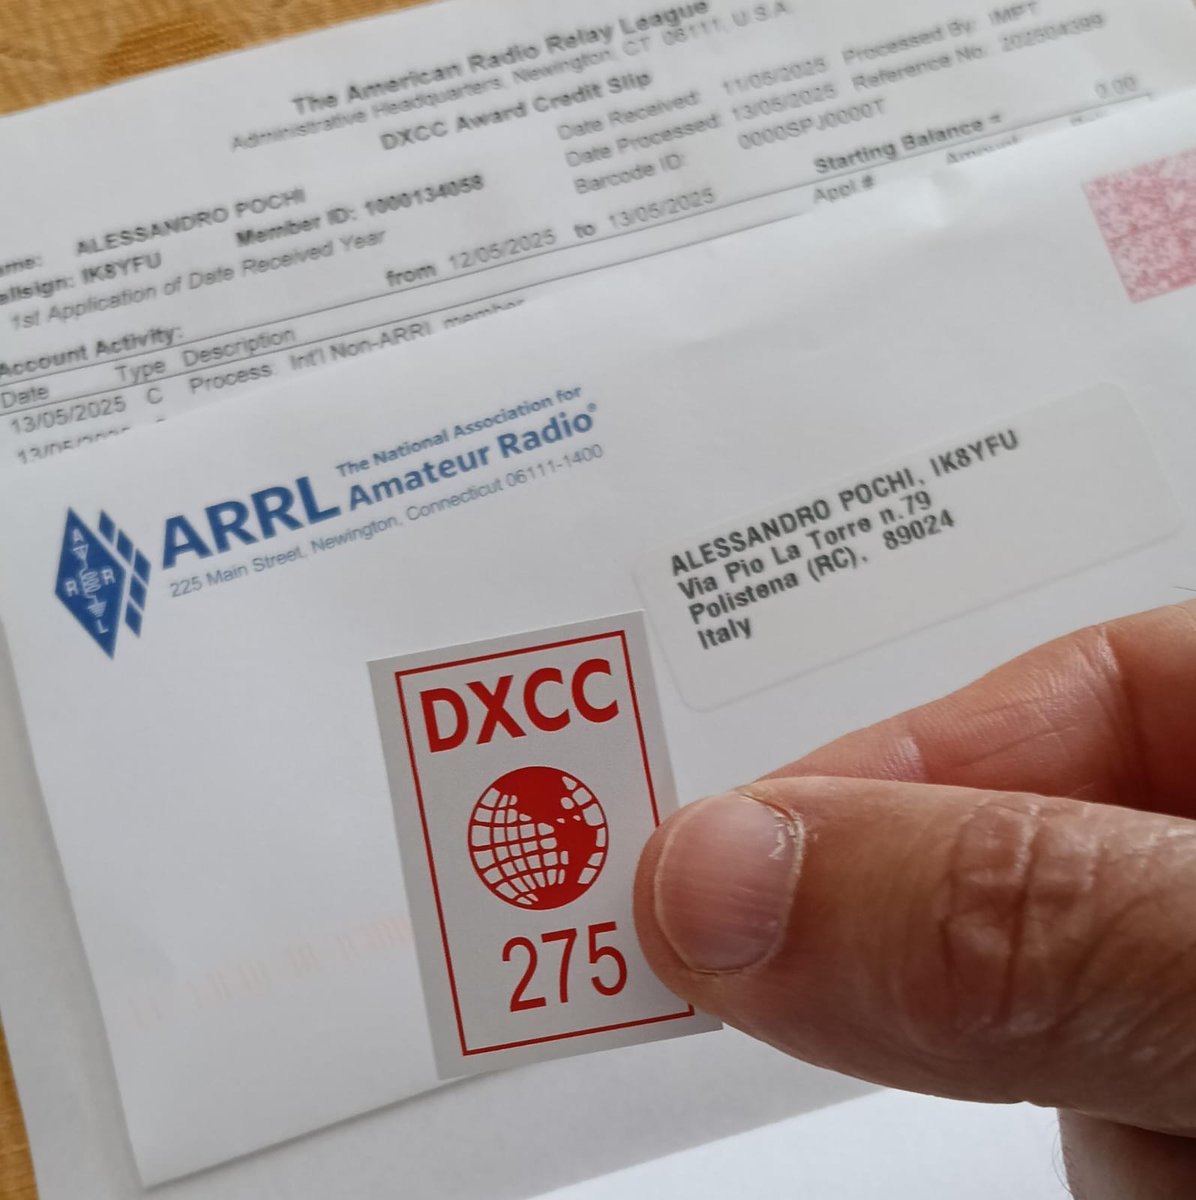 The American Radio Relay League
Administrative Headquarters, Newington, CT 06111, U.S.A.
DXCC Award Credit Slip
ame: ALESSANDRO POCHI
allsign: IK8YFU Member ID: 1000134058
1st Application of Date Received Year
Date Received: 11/05/2025 Processed By: IMPT
Date Processed: 13/05/2025 Reference No:
Barcode ID: 0000SPJ0000T
Account Activity: from 12/05/2025 to 13/05/2025 Starting Balance = 0.00
Date Type Description Appl # Amount
13/05/2025 C Process: Int'l Non-ARRL member
ARRL The National Association for
Amateur Radio®
225 Main Street, Newington, Connecticut 06111-1400
A
R R
L
ALESSANDRO POCHI, IK8YFU
Via Pio La Torre n.79
Polistena (RC), 89024
Italy
DXCC
275